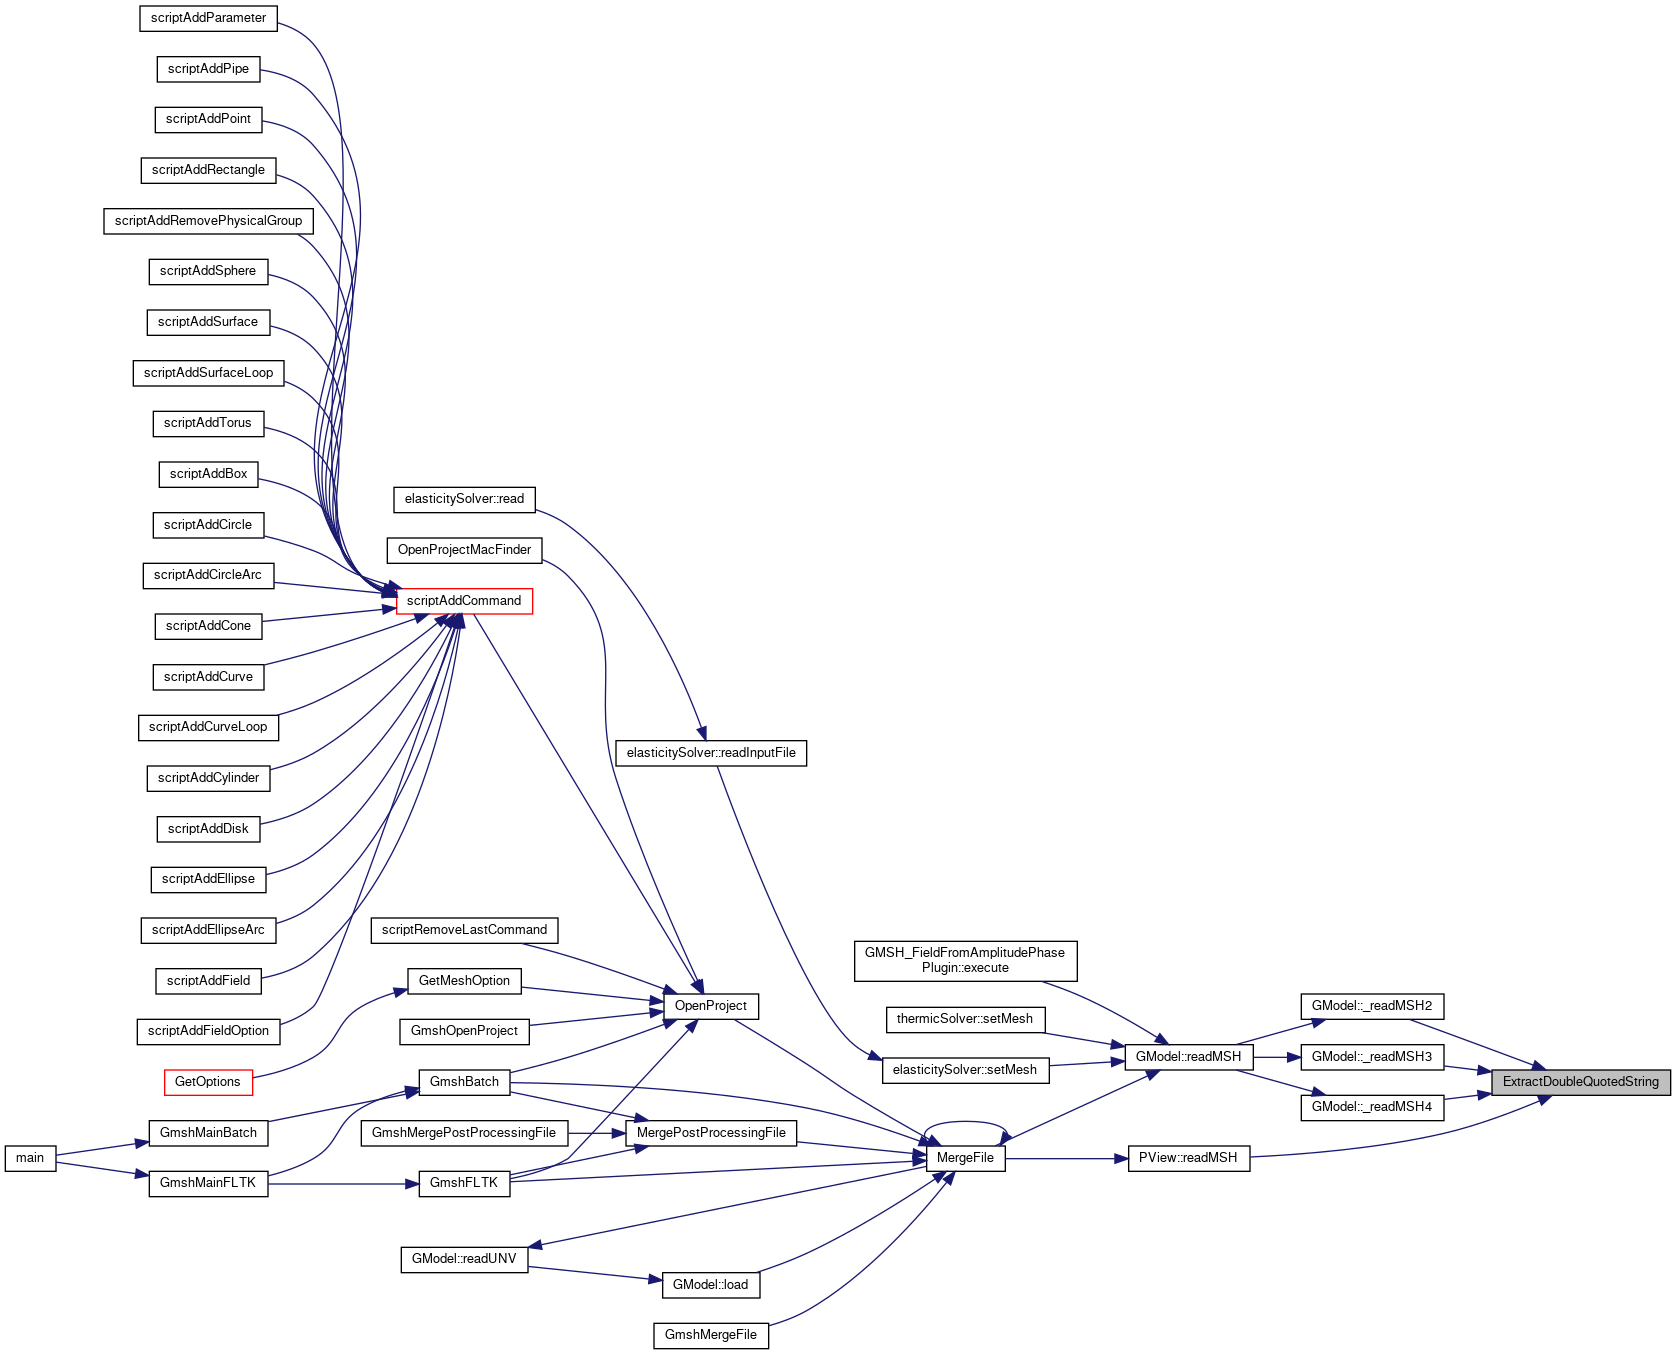 scriptAddParameter
scriptAddPipe
scriptAddPoint
scriptAddRectangle
scriptAddRemovePhysicalGroup
scriptAddSphere
scriptAddSurface
scriptAddSurfaceLoop
scriptAddTorus
scriptAddBox
scriptAddCircle
scriptAddCircleArc
scriptAddCone
scriptAddCurve
scriptAddCurveLoop
scriptAddCylinder
scriptAddDisk
scriptAddEllipse
scriptAddEllipseArc
scriptAddField
scriptAddFieldOption
GetOptions
GmshMainBatch
GmshMainFLTK
main
elasticitySolver::read
OpenProjectMacFinder
scriptAddCommand
scriptRemoveLastCommand
GetMeshOption
GmshOpenProject
GmshBatch
GmshMergePostProcessingFile
GmshFLTK
GModel::readUNV
elasticitySolver::readInputFile
OpenProject
MergePostProcessingFile
GModel::load
GmshMergeFile
GMSH_FieldFromAmplitudePhase
Plugin::execute
thermicSolver::setMesh
elasticitySolver::setMesh
MergeFile
GModel::readMSH
PView::readMSH
GModel::_readMSH2
GModel::_readMSH3
GModel::_readMSH4
ExtractDoubleQuotedString